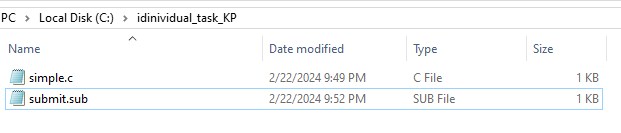 PC > Local Disk (C:) > idinividual_task_KP
Name Date modified Type Size
simple.c 2/22/2024 9:49 PM C File 1 KB
submit.sub 2/22/2024 9:52 PM SUB File 1 KB